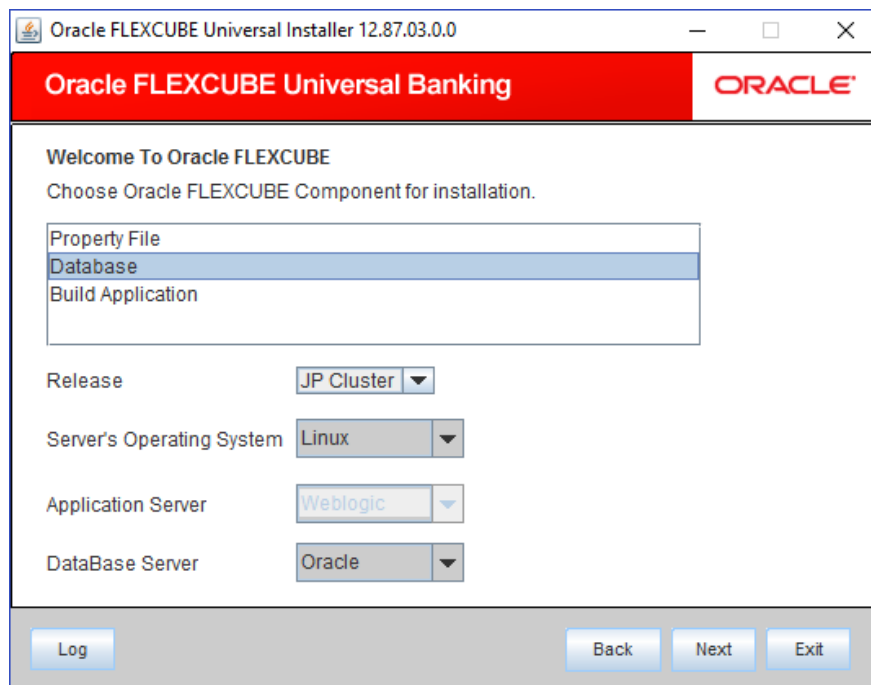 Oracle FLEXCUBE Universal Installer 12.87.03.0.0
Oracle FLEXCUBE Universal Banking
ORACLE
Welcome To Oracle FLEXCUBE
Choose Oracle FLEXCUBE Component for installation.
Property File
Database
Build Application
Release JP Cluster
Server's Operating System Linux
Application Server Weblogic
DataBase Server Oracle
Log Back Next Exit